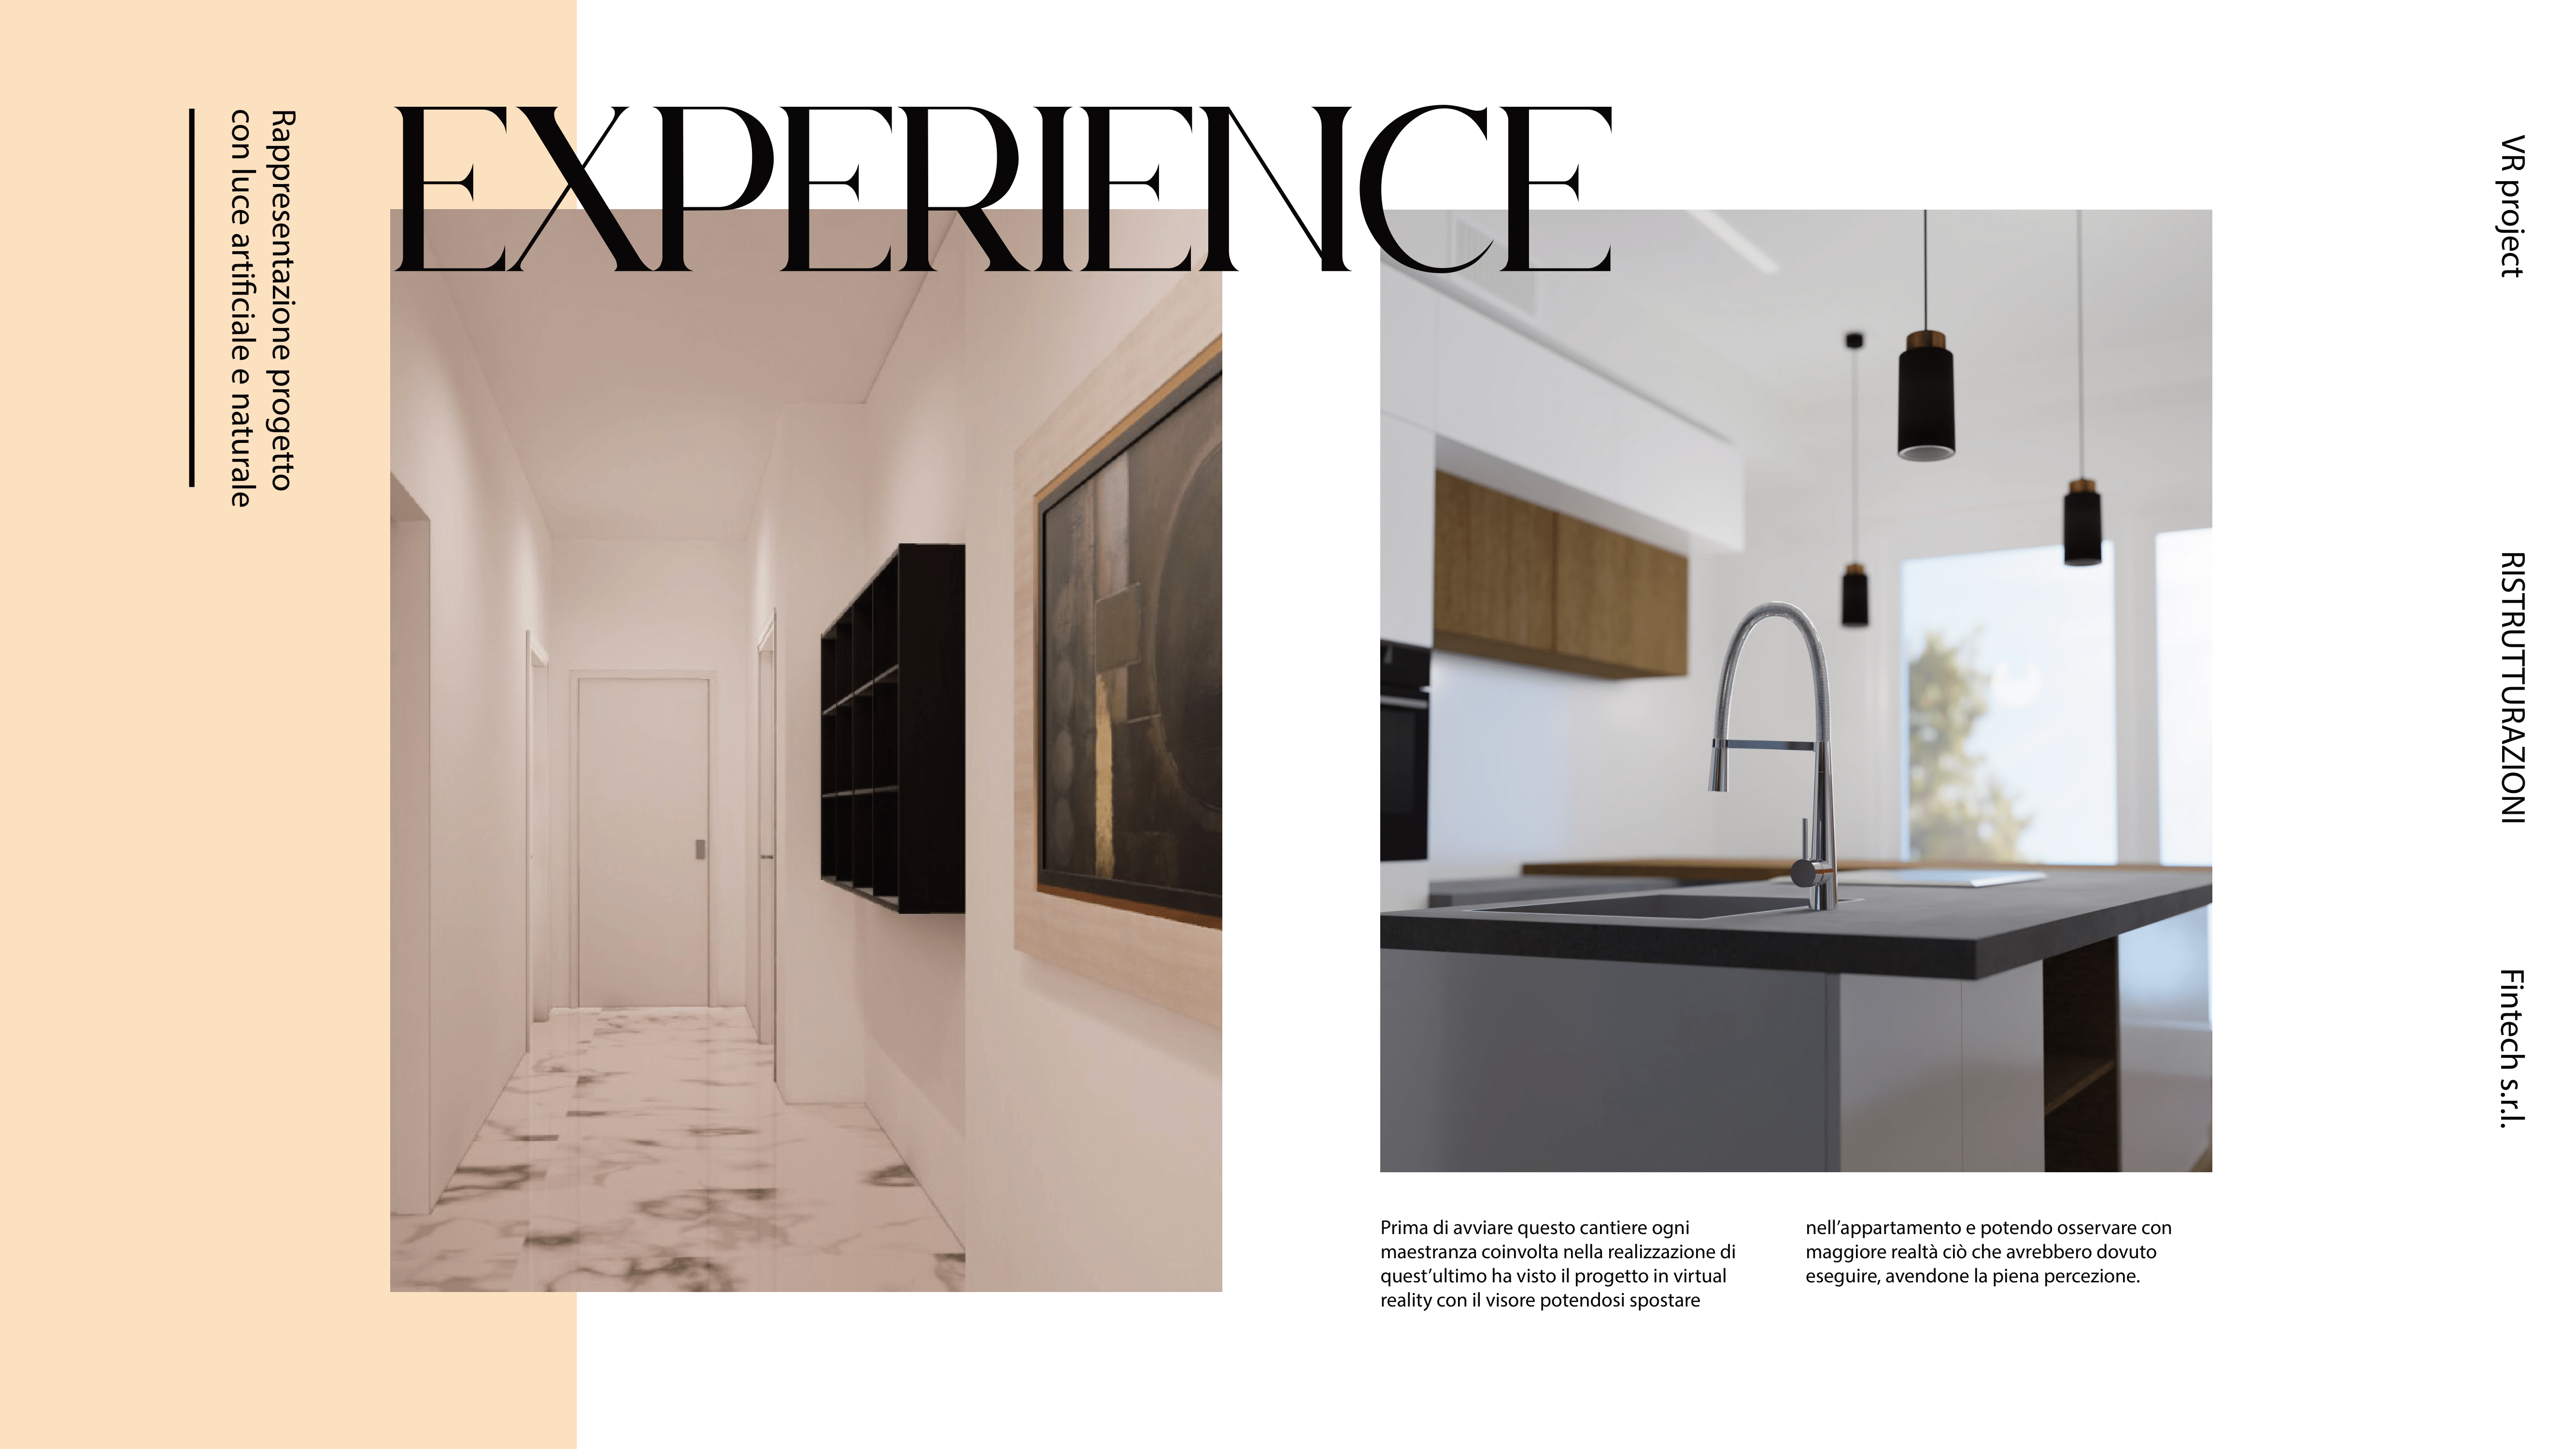 EXPERIENCE
Rappresentazione progetto
con luce artificiale e naturale
Prima di avviare questo cantiere ogni
maestranza coinvolta nella realizzazione di
quest’ultimo ha visto il progetto in virtual
reality con il visore potendosi spostare
nell’appartamento e potendo osservare con
maggiore realtà ciò che avrebbero dovuto
eseguire, avendone la piena percezione.
VR project
RISTRUTTURAZIONI
Fintech s.r.l.